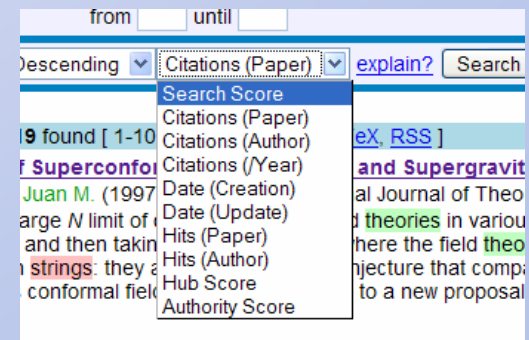 from until
Descending Citations (Paper) explain? Search
Search Score
Citations (Paper)
Citations (Author)
Citations (/Year)
Date (Creation)
Date (Update)
Hits (Paper)
Hits (Author)
Hub Score
Authority Score
19 found [ 1-10 eX, RSS ]
f Superconfor and Supergravit
Juan M. (1997 al Journal of Theo
arge N limit of theories in variou
and then takin here the field theo
strings: they a njecture that compa
conformal field to a new proposal